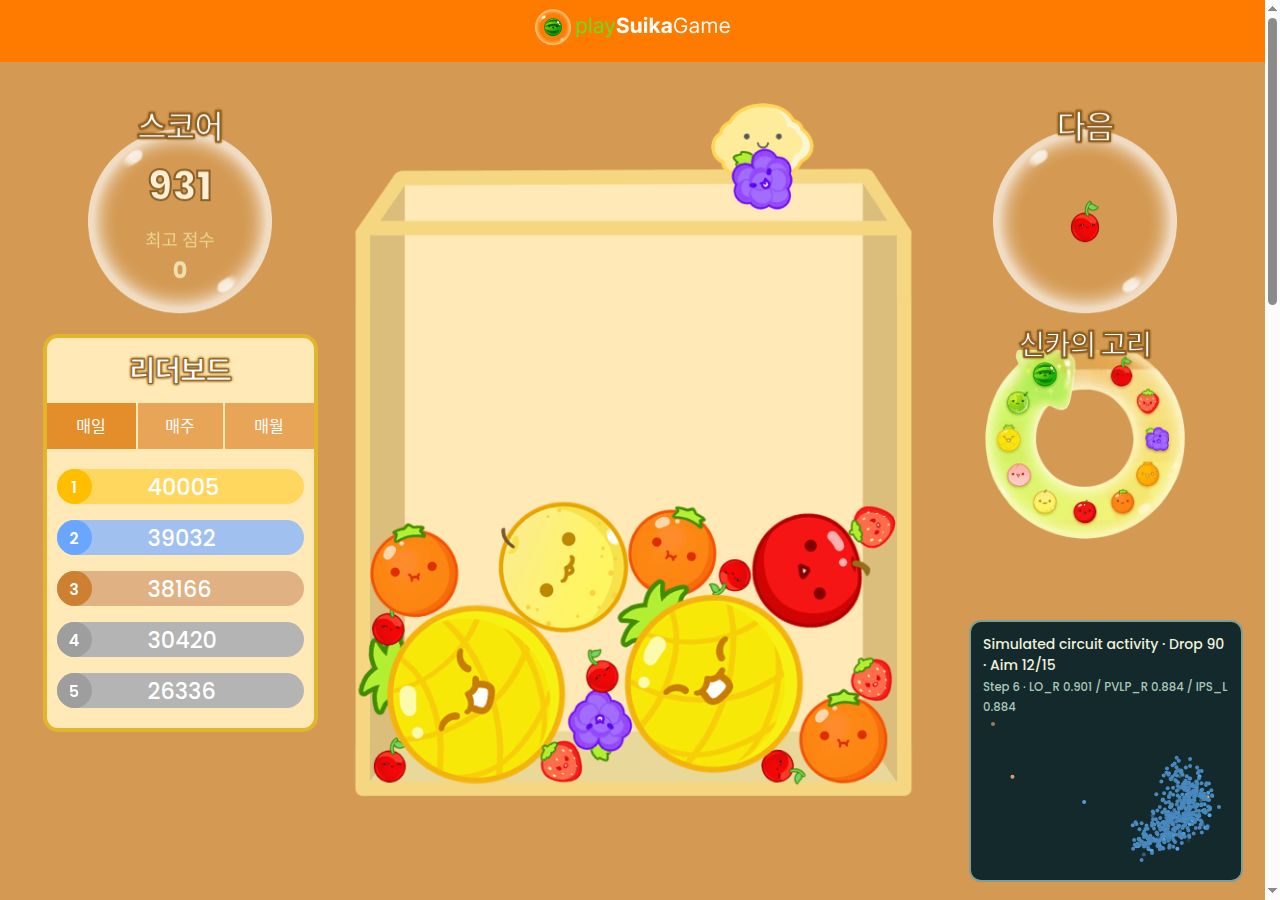 playSuikaGame
스코어
931
최고 점수
0
다음
신카의 고리
리더보드
매일 매주 매월
1 40005
2 39032
3 38166
4 30420
5 26336
Simulated circuit activity · Drop 90
· Aim 12/15
Step 6 · LO_R 0.901 / PVLP_R 0.884 / IPS_L
0.884